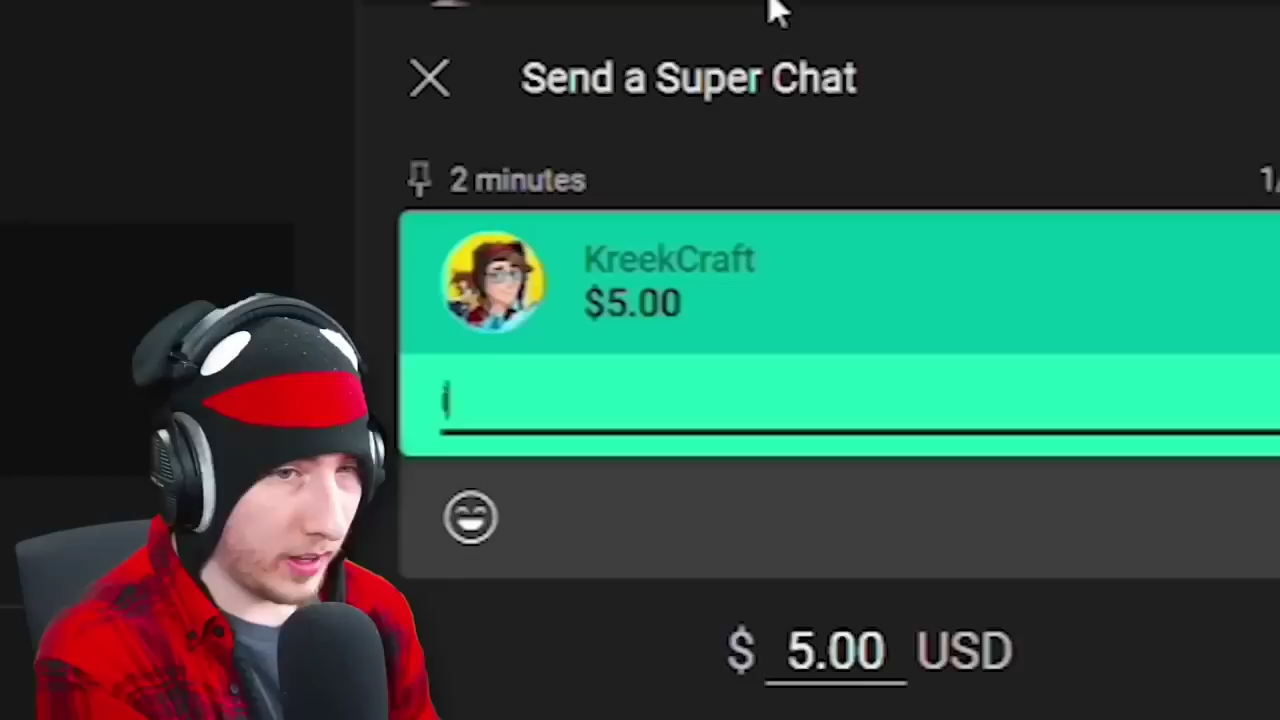 Send a Super Chat
2 minutes
KreekCraft
$5.00
i
$ 5.00 USD